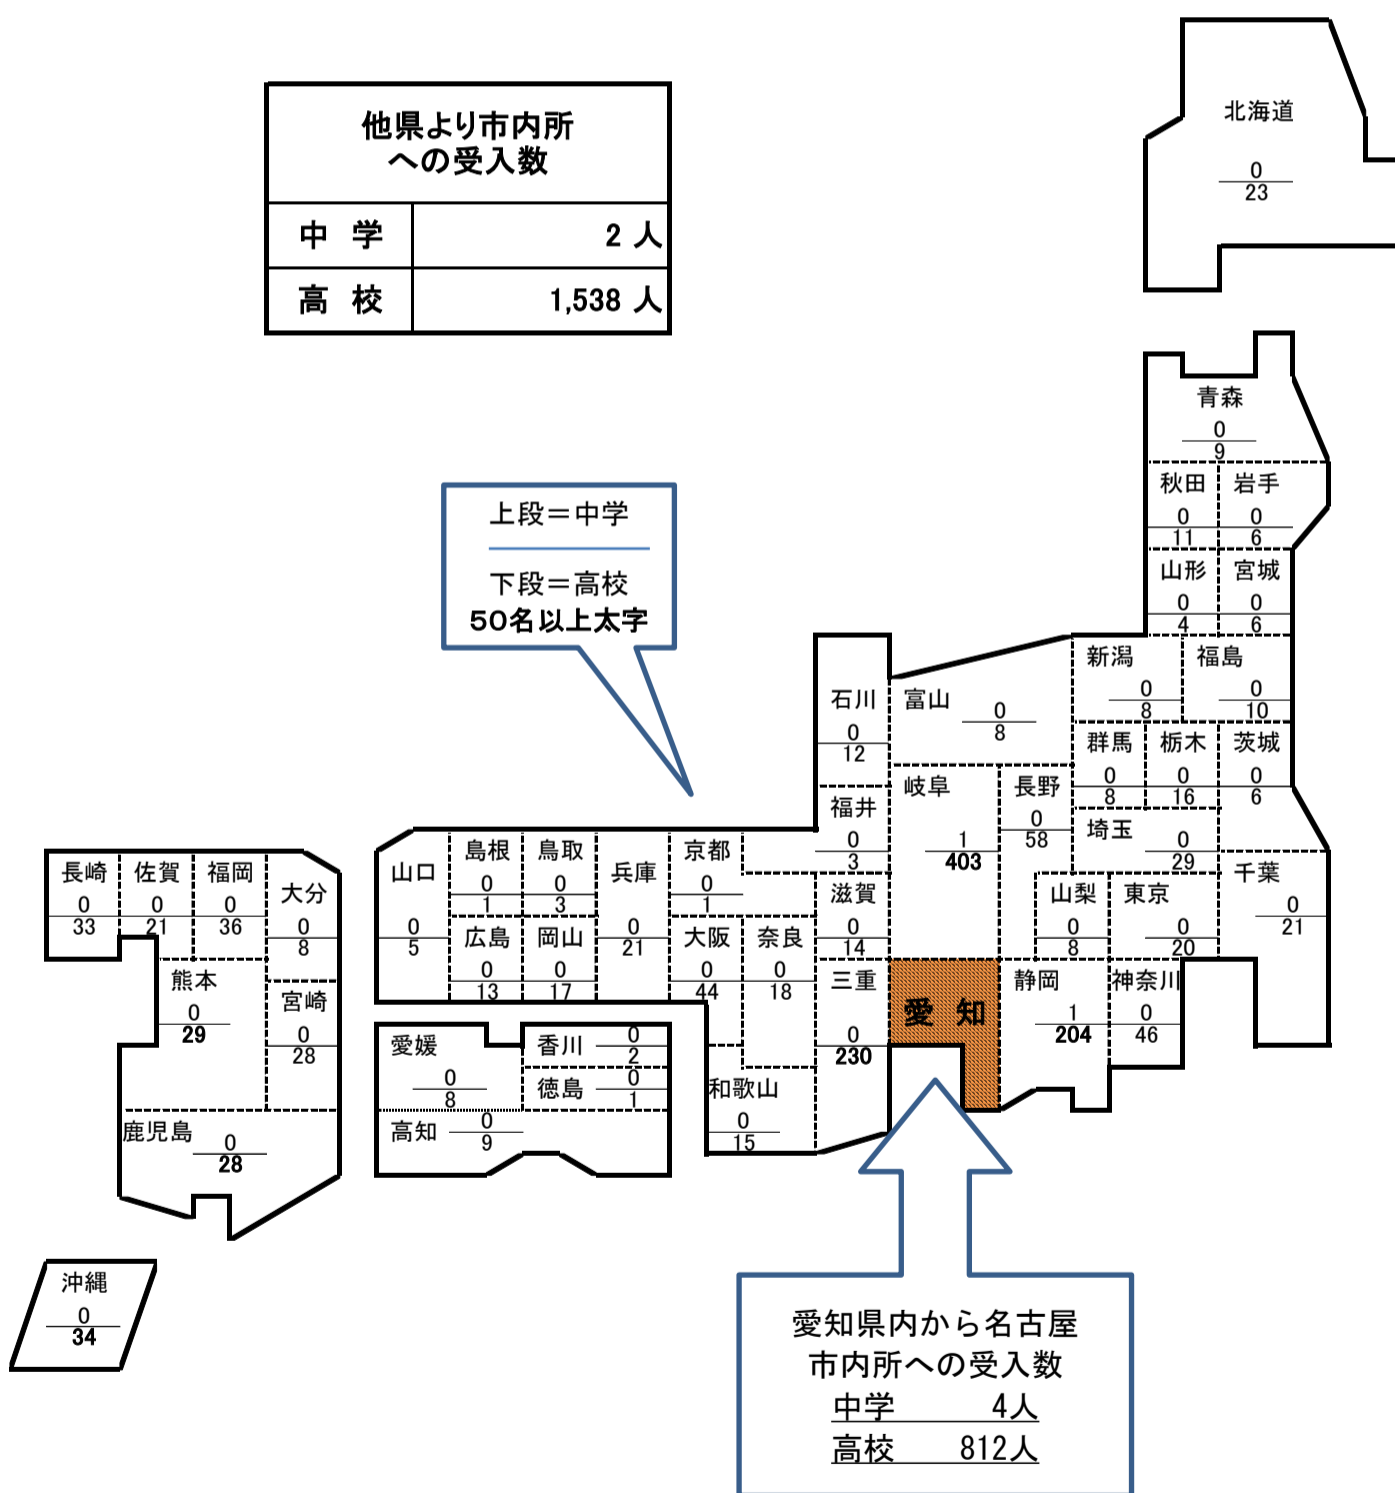 他県より市内所
への受入数
中 学 2 人
高 校 1,538 人
北海道
0
23
青森
0
9
秋田
0
11
岩手
0
6
山形
0
4
宮城
0
6
上段＝中学
下段＝高校
50名以上太字
新潟
0
8
福島
0
10
石川
0
12
富山
0
8
群馬
0
8
栃木
0
16
茨城
0
6
岐阜
1
403
長野
0
58
福井
0
3
埼玉
0
29
千葉
0
21
長崎
0
33
佐賀
0
21
福岡
0
36
大分
0
8
山口
0
5
島根
0
1
鳥取
0
3
兵庫
0
21
京都
0
1
滋賀
0
14
山梨
0
8
東京
0
20
広島
0
13
岡山
0
17
大阪
0
44
奈良
0
18
三重
0
230
愛 知
静岡
1
204
神奈川
0
46
熊本
0
29
宮崎
0
28
愛媛
0
8
香川
0
2
徳島
0
1
高知
0
9
和歌山
0
15
鹿児島
0
28
沖縄
0
34
愛知県内から名古屋
市内所への受入数
中学 4人
高校 812人